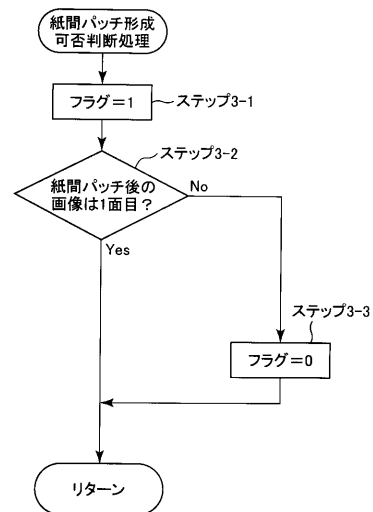 紙間パッチ形成
可否判断処理
フラグ=1
ステップ3-1
ステップ3-2
紙間パッチ後の
画像は1面目?
No
Yes
ステップ3-3
フラグ=0
リターン